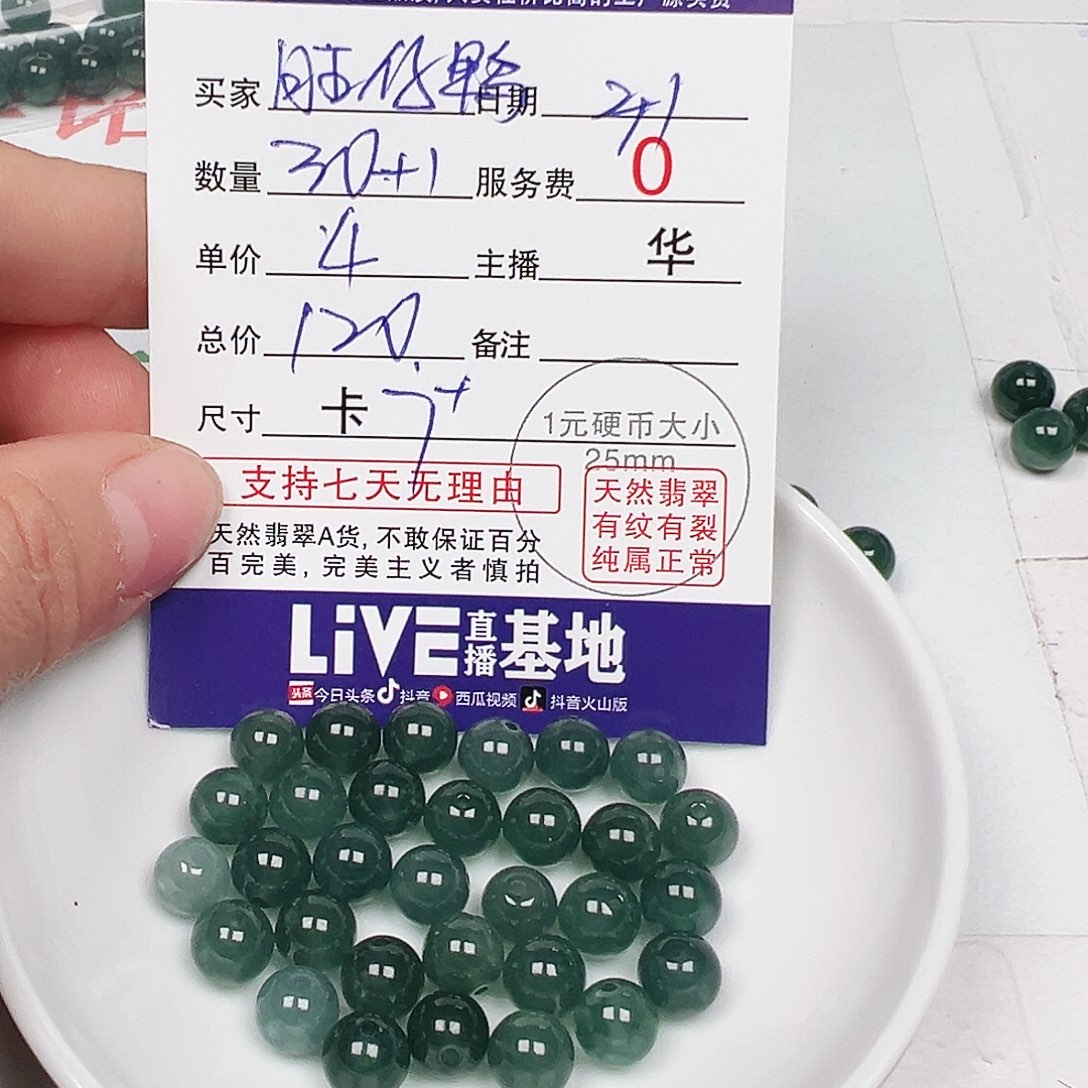 买家 日期 2+1
数量 30+1 服务费 0
单价 4 主播 华
总价 120 备注
尺寸 卡 7+
1元硬币大小
25mm
支持七天无理由
天然翡翠
有纹有裂
纯属正常
天然翡翠A货, 不敢保证百分
百完美, 完美主义者慎拍
LiVE 直播基地
头条 今日头条 抖音 西瓜视频 抖音火山版